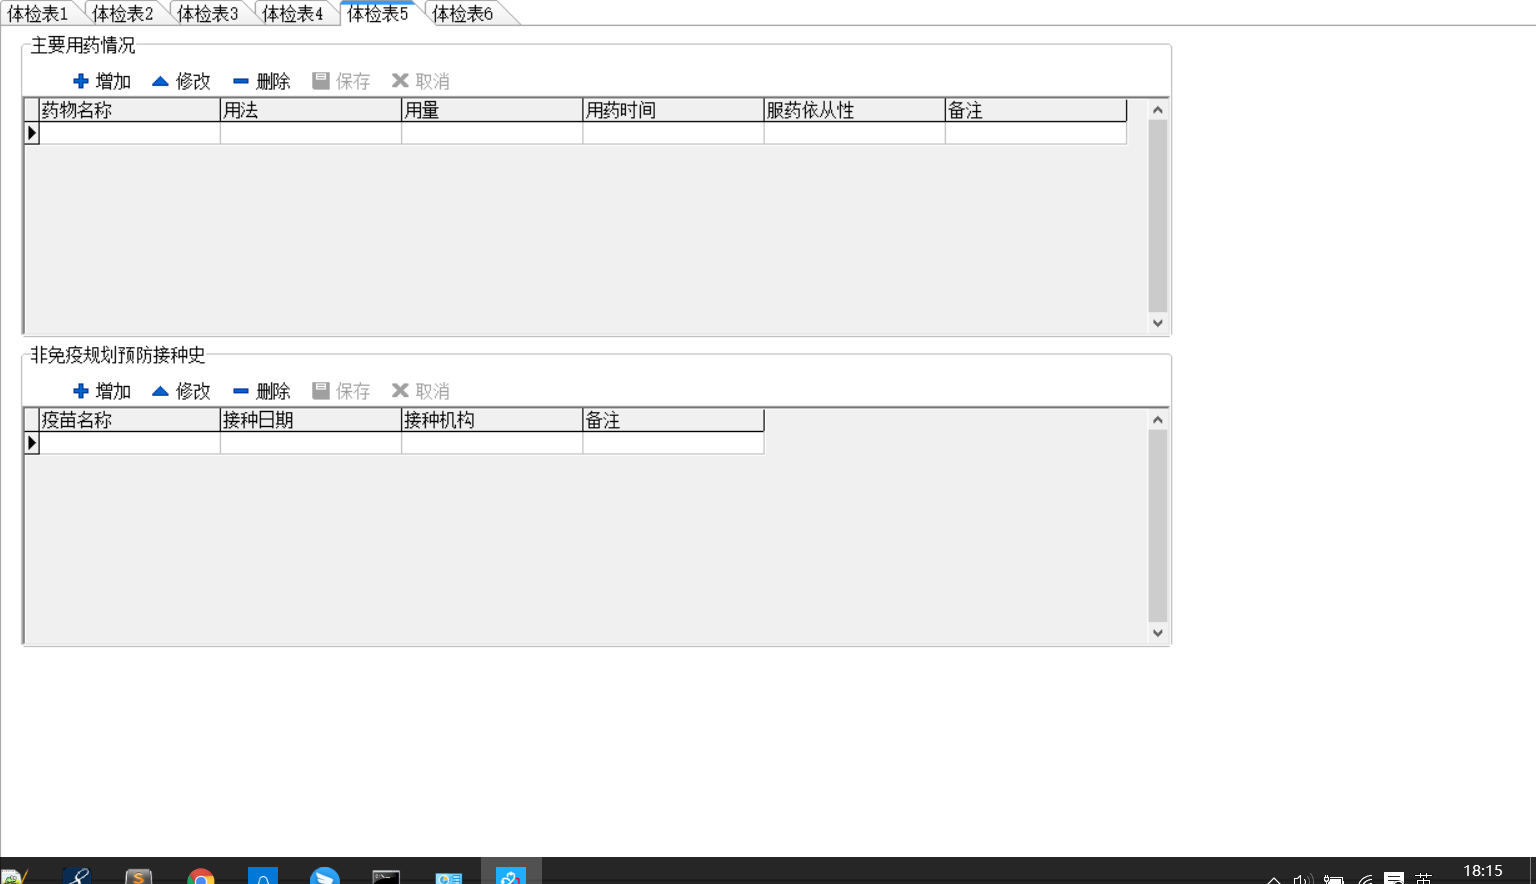 体检表1 体检表2 体检表3 体检表4 体检表5 体检表6
主要用药情况
增加 修改 删除 保存 取消
药物名称 用法 用量 用药时间 服药依从性 备注
非免疫规划预防接种史
增加 修改 删除 保存 取消
疫苗名称 接种日期 接种机构 备注
18:15
英